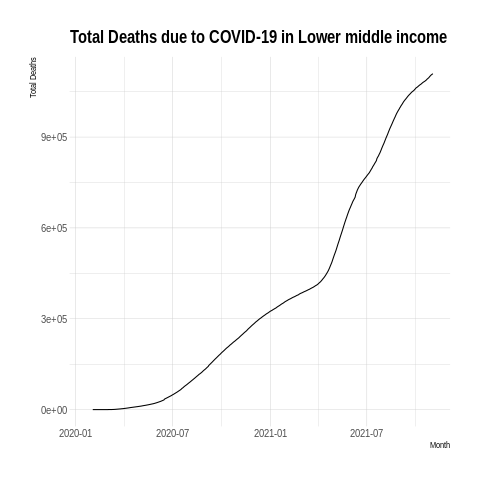 Total Deaths due to COVID-19 in Lower middle income
Total Deaths
9e+05
6e+05
3e+05
0e+00
2020-01 2020-07 2021-01 2021-07
Month